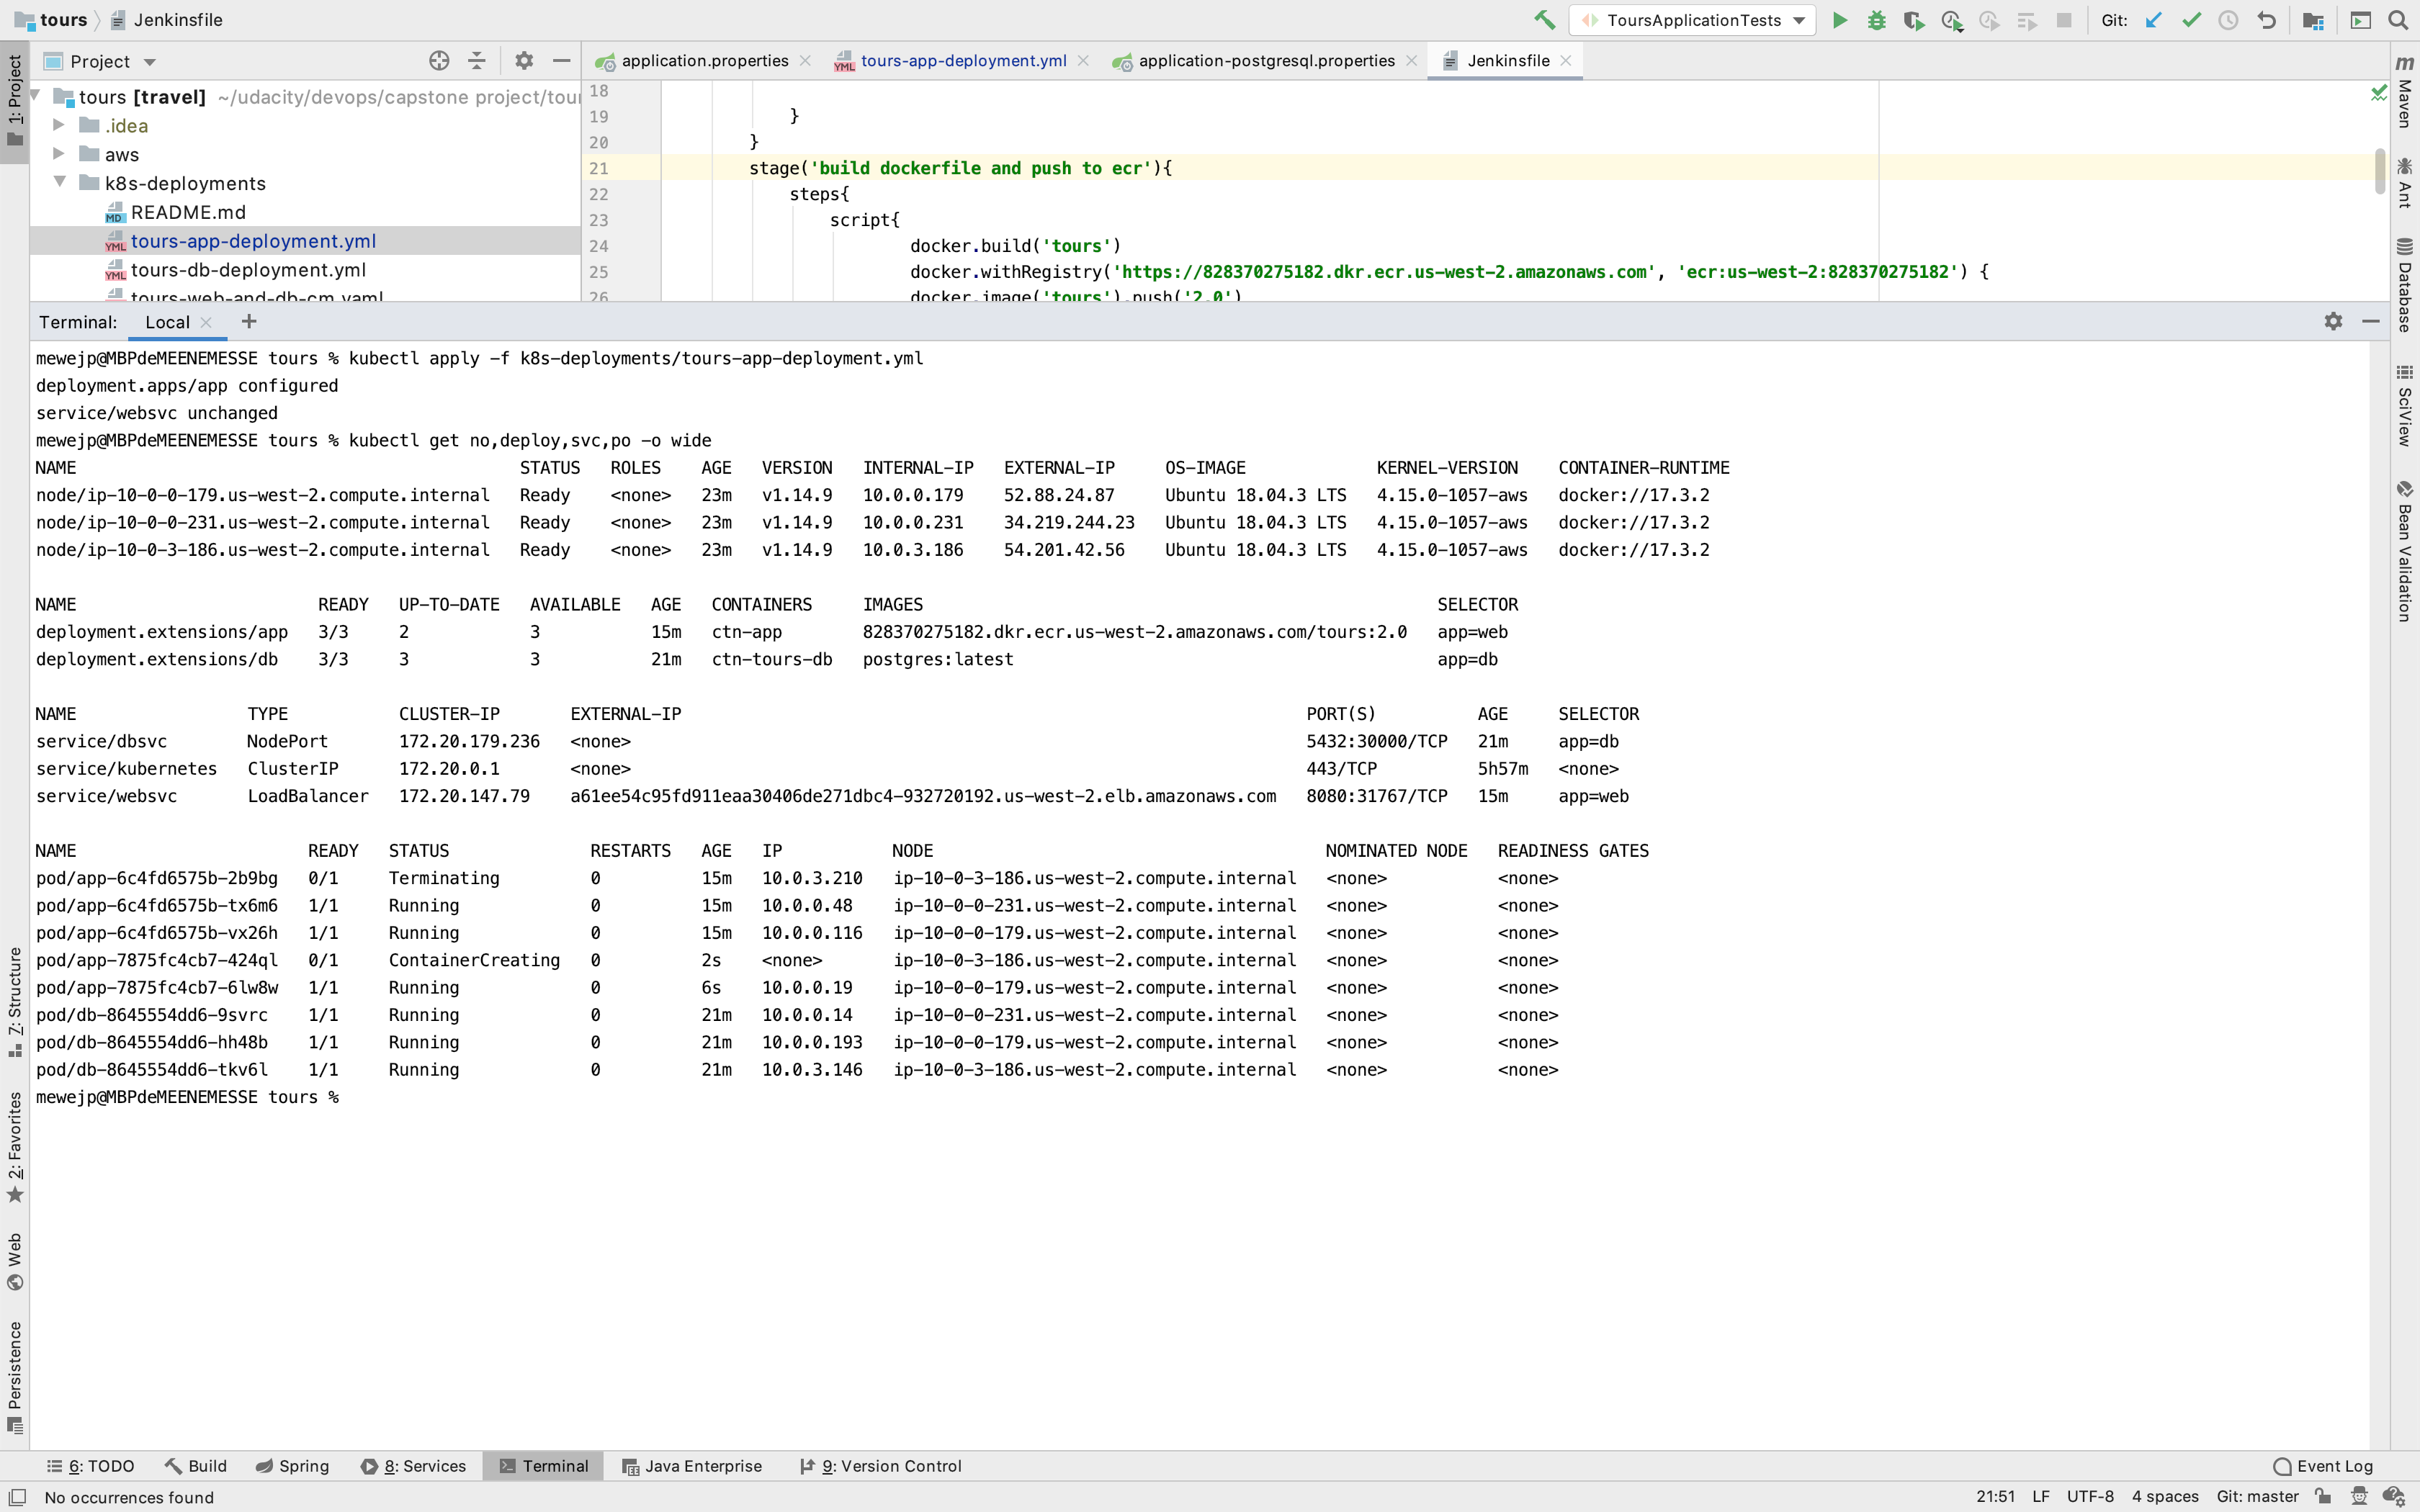 tours Jenkinsfile ToursApplicationTests Git:
Project
application.properties tours-app-deployment.yml application-postgresql.properties Jenkinsfile
tours [travel] ~/udacity/devops/capstone project/tour
.idea
aws
k8s-deployments
README.md
tours-app-deployment.yml
tours-db-deployment.yml
tours-web-and-db-cm.yaml
18
19 }
20 }
21 stage('build dockerfile and push to ecr'){
22 steps{
23 script{
24 docker.build('tours')
25 docker.withRegistry('https://828370275182.dkr.ecr.us-west-2.amazonaws.com', 'ecr:us-west-2:828370275182') {
26 docker.image('tours').push('2.0')
Terminal: Local +
mewejp@MBPdeMEENEMESSE tours % kubectl apply -f k8s-deployments/tours-app-deployment.yml
deployment.apps/app configured
service/websvc unchanged
mewejp@MBPdeMEENEMESSE tours % kubectl get no,deploy,svc,po -o wide
NAME STATUS ROLES AGE VERSION INTERNAL-IP EXTERNAL-IP OS-IMAGE KERNEL-VERSION CONTAINER-RUNTIME
node/ip-10-0-0-179.us-west-2.compute.internal Ready <none> 23m v1.14.9 10.0.0.179 52.88.24.87 Ubuntu 18.04.3 LTS 4.15.0-1057-aws docker://17.3.2
node/ip-10-0-0-231.us-west-2.compute.internal Ready <none> 23m v1.14.9 10.0.0.231 34.219.244.23 Ubuntu 18.04.3 LTS 4.15.0-1057-aws docker://17.3.2
node/ip-10-0-3-186.us-west-2.compute.internal Ready <none> 23m v1.14.9 10.0.3.186 54.201.42.56 Ubuntu 18.04.3 LTS 4.15.0-1057-aws docker://17.3.2
NAME READY UP-TO-DATE AVAILABLE AGE CONTAINERS IMAGES SELECTOR
deployment.extensions/app 3/3 2 3 15m ctn-app 828370275182.dkr.ecr.us-west-2.amazonaws.com/tours:2.0 app=web
deployment.extensions/db 3/3 3 3 21m ctn-tours-db postgres:latest app=db
NAME TYPE CLUSTER-IP EXTERNAL-IP PORT(S) AGE SELECTOR
service/dbsvc NodePort 172.20.179.236 <none> 5432:30000/TCP 21m app=db
service/kubernetes ClusterIP 172.20.0.1 <none> 443/TCP 5h57m <none>
service/websvc LoadBalancer 172.20.147.79 a61ee54c95fd911eaa30406de271dbc4-932720192.us-west-2.elb.amazonaws.com 8080:31767/TCP 15m app=web
NAME READY STATUS RESTARTS AGE IP NODE NOMINATED NODE READINESS GATES
pod/app-6c4fd6575b-2b9bg 0/1 Terminating 0 15m 10.0.3.210 ip-10-0-3-186.us-west-2.compute.internal <none> <none>
pod/app-6c4fd6575b-tx6m6 1/1 Running 0 15m 10.0.0.48 ip-10-0-0-231.us-west-2.compute.internal <none> <none>
pod/app-6c4fd6575b-vx26h 1/1 Running 0 15m 10.0.0.116 ip-10-0-0-179.us-west-2.compute.internal <none> <none>
pod/app-7875fc4cb7-424ql 0/1 ContainerCreating 0 2s <none> ip-10-0-3-186.us-west-2.compute.internal <none> <none>
pod/app-7875fc4cb7-6lw8w 1/1 Running 0 6s 10.0.0.19 ip-10-0-0-179.us-west-2.compute.internal <none> <none>
pod/db-8645554dd6-9svrc 1/1 Running 0 21m 10.0.0.14 ip-10-0-0-231.us-west-2.compute.internal <none> <none>
pod/db-8645554dd6-hh48b 1/1 Running 0 21m 10.0.0.193 ip-10-0-0-179.us-west-2.compute.internal <none> <none>
pod/db-8645554dd6-tkv6l 1/1 Running 0 21m 10.0.3.146 ip-10-0-3-186.us-west-2.compute.internal <none> <none>
mewejp@MBPdeMEENEMESSE tours %
1: Project
Z: Structure
2: Favorites
Web
Persistence
m Maven
Ant
Database
SciView
Bean Validation
6: TODO Build Spring 8: Services Terminal Java Enterprise 9: Version Control Event Log
No occurrences found 21:51 LF UTF-8 4 spaces Git: master